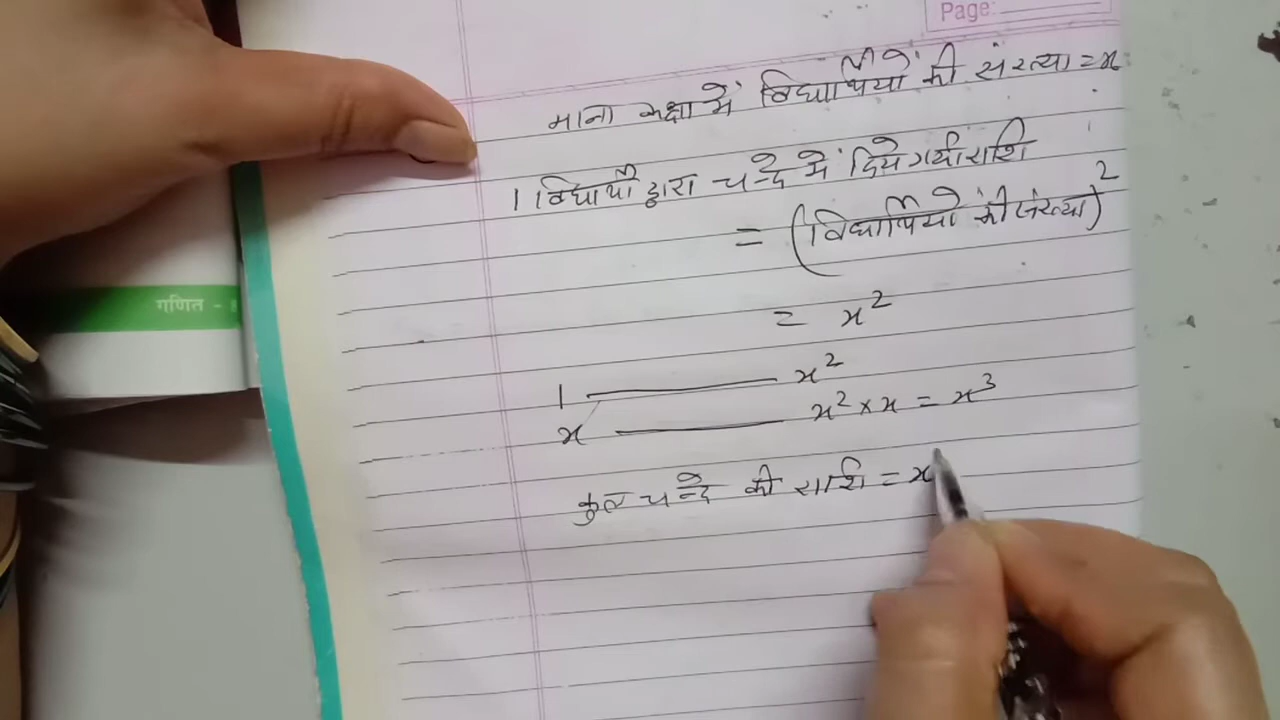 Page:
माना कक्षा में विद्यार्थियों की संख्या = x
1 विद्यार्थी द्वारा चन्दे में दिये गयी राशि
= (विद्यार्थियों की संख्या)²
= x²
1 — x²
x — x² × x = x³
कुल चन्दे की राशि = x
गणित -